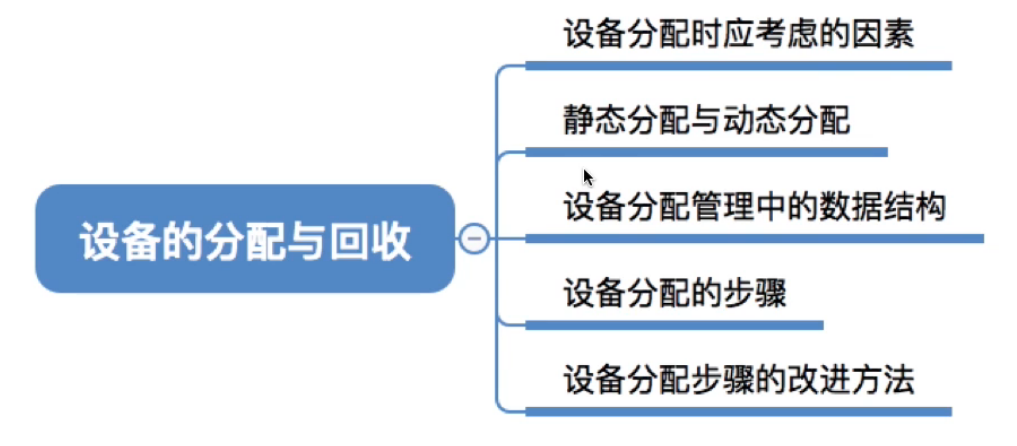 设备的分配与回收
设备分配时应考虑的因素
静态分配与动态分配
设备分配管理中的数据结构
设备分配的步骤
设备分配步骤的改进方法